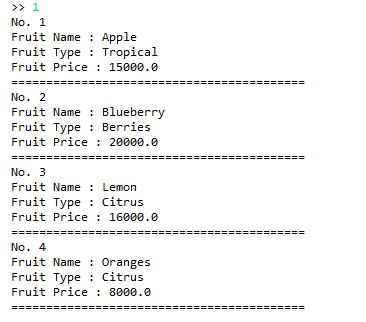 >> 1
No. 1
Fruit Name : Apple
Fruit Type : Tropical
Fruit Price : 15000.0
==========================================
No. 2
Fruit Name : Blueberry
Fruit Type : Berries
Fruit Price : 20000.0
==========================================
No. 3
Fruit Name : Lemon
Fruit Type : Citrus
Fruit Price : 16000.0
==========================================
No. 4
Fruit Name : Oranges
Fruit Type : Citrus
Fruit Price : 8000.0
==========================================